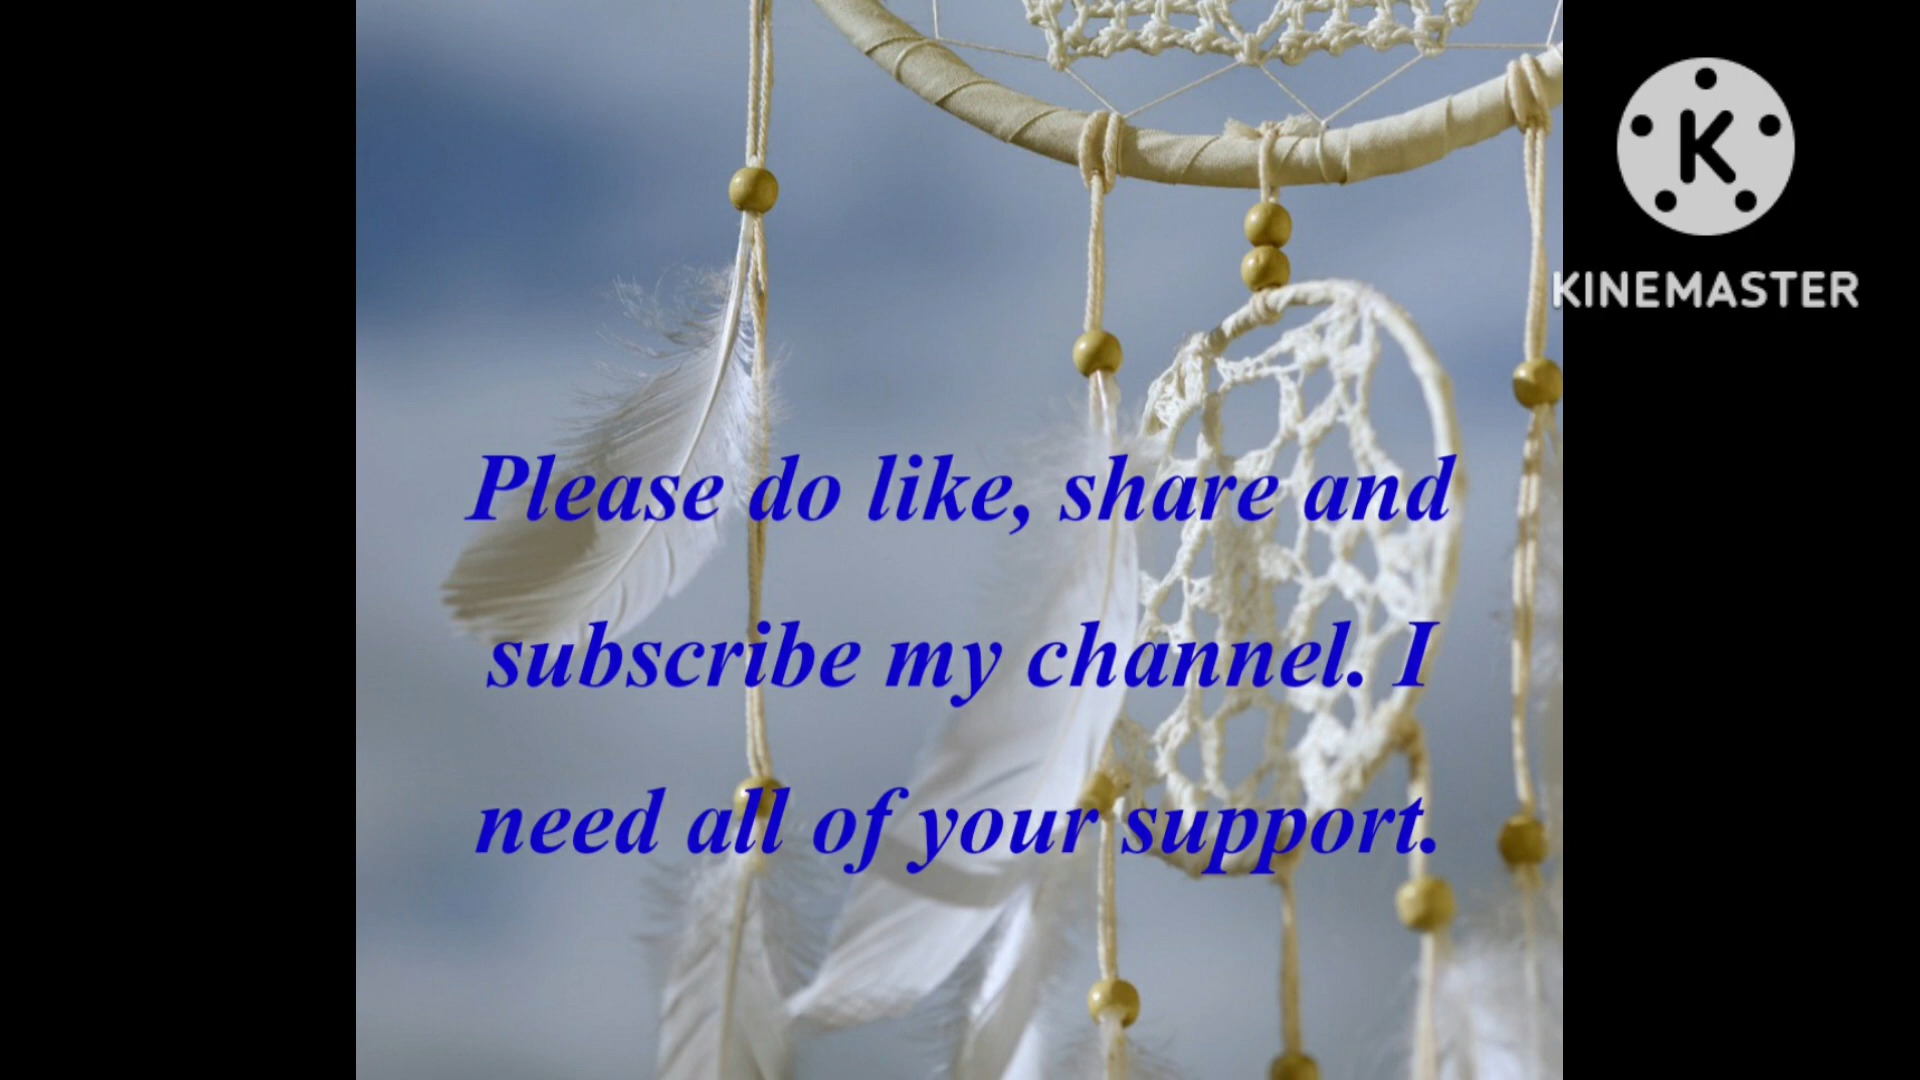 KINEMASTER
Please do like, share and
subscribe my channel. I
need all of your support.